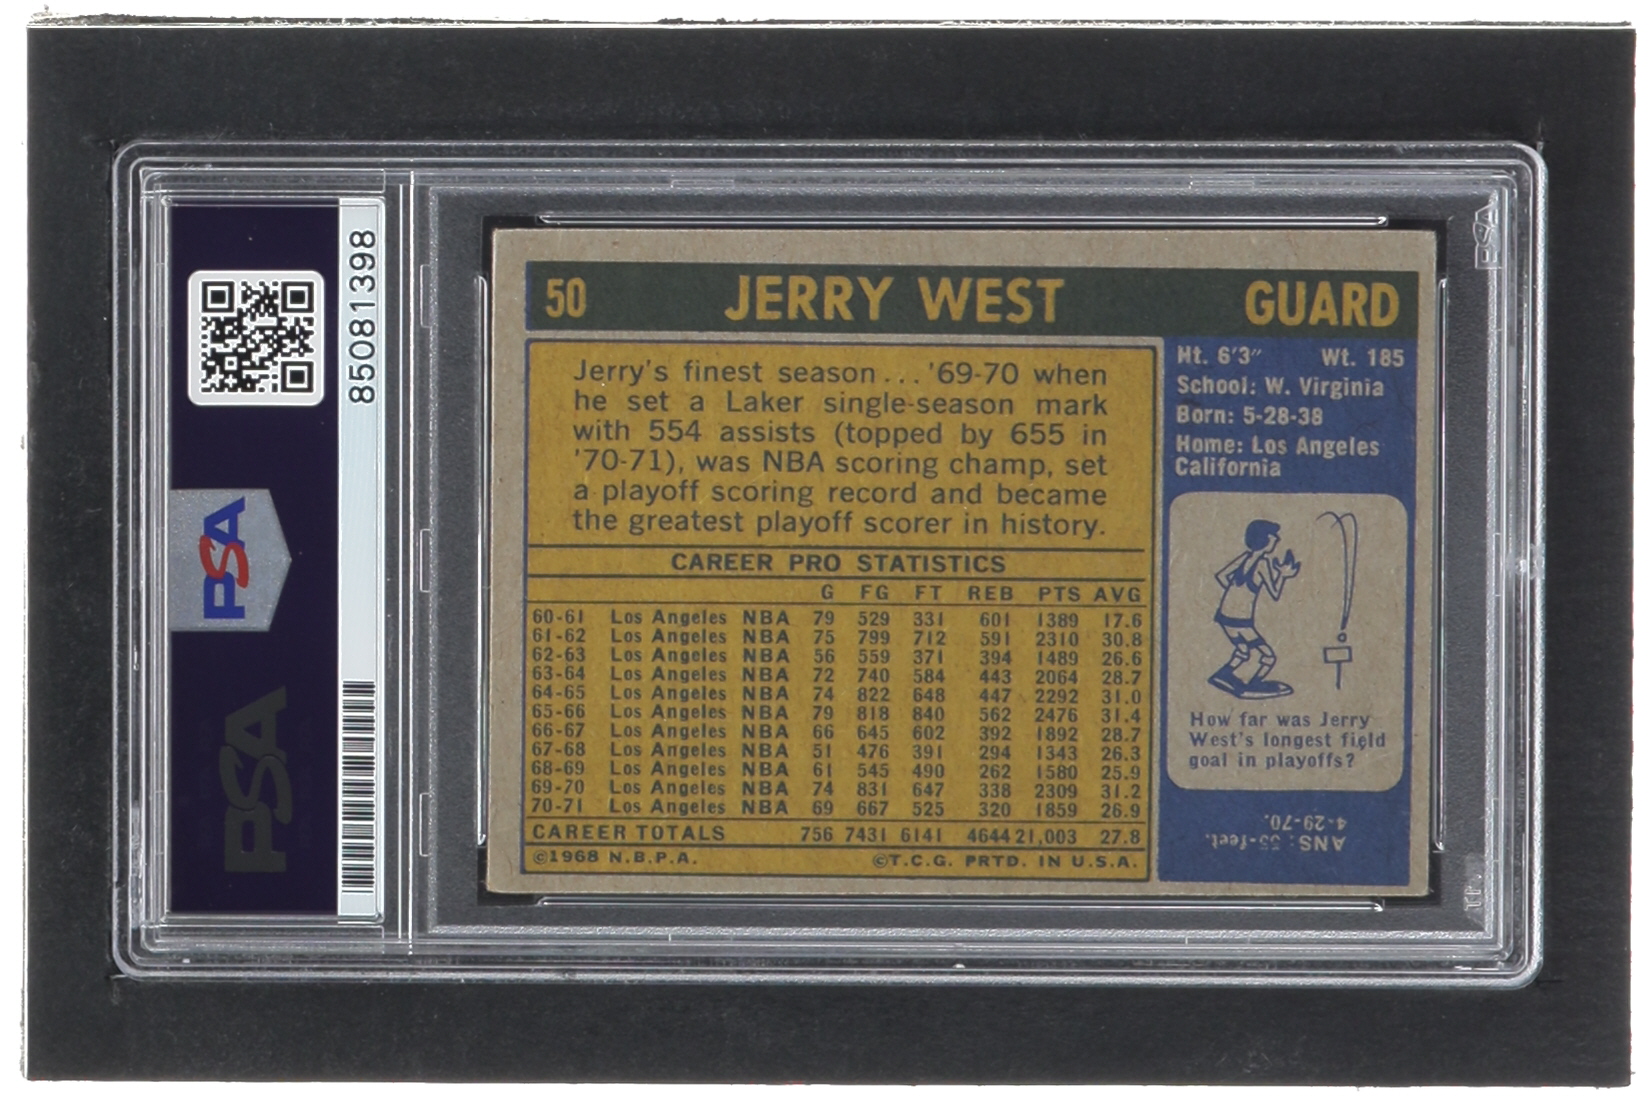 85081398
PSA
PSA
PSA
50 JERRY WEST GUARD
Jerry's finest season...'69-70 when
he set a Laker single-season mark
with 554 assists (topped by 655 in
'70-71), was NBA scoring champ, set
a playoff scoring record and became
the greatest playoff scorer in history.
CAREER PRO STATISTICS
G FG FT REB PTS AVG
60-61 Los Angeles NBA 79 529 331 601 1389 17.6
61-62 Los Angeles NBA 75 799 712 591 2310 30.8
62-63 Los Angeles NBA 56 559 371 394 1489 26.6
63-64 Los Angeles NBA 72 740 584 443 2064 28.7
64-65 Los Angeles NBA 74 822 648 447 2292 31.0
65-66 Los Angeles NBA 79 818 840 562 2476 31.4
66-67 Los Angeles NBA 66 645 602 392 1892 28.7
67-68 Los Angeles NBA 51 476 391 294 1343 26.3
68-69 Los Angeles NBA 61 545 490 262 1580 25.9
69-70 Los Angeles NBA 74 831 647 338 2309 31.2
70-71 Los Angeles NBA 69 667 525 320 1859 26.9
CAREER TOTALS 756 7431 6141 4644 21,003 27.8
©1968 N.B.P.A. ©T.C.G. PRTD. IN U.S.A.
Ht. 6'3" Wt. 185
School: W. Virginia
Born: 5-28-38
Home: Los Angeles
California
How far was Jerry
West's longest field
goal in playoffs?
ANS: -feet.
4-29-70.